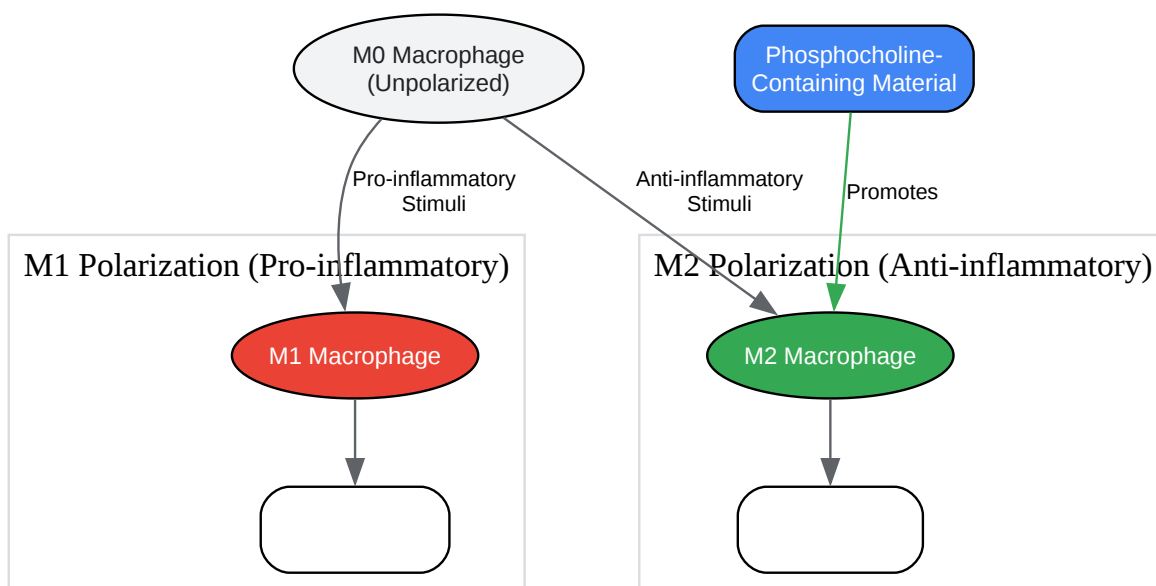 M0 Macrophage
(Unpolarized)
Phosphocholine-
Containing Material
Pro-inflammatory
Stimuli
Anti-inflammatory
Stimuli
Promotes
M1 Polarization (Pro-inflammatory)
M2 Polarization (Anti-inflammatory)
M1 Macrophage
M2 Macrophage